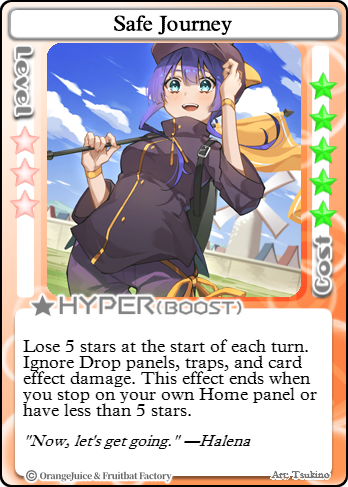 Safe Journey
Level
Cost
HYPER(BOOST)
Lose 5 stars at the start of each turn.
Ignore Drop panels, traps, and card
effect damage. This effect ends when
you stop on your own Home panel or
have less than 5 stars.
"Now, let's get going." —Halena
© OrangeJuice & Fruitbat Factory
Art: Tsukino